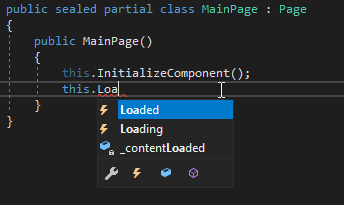 public sealed partial class MainPage : Page
{
public MainPage()
{
this.InitializeComponent();
this.Loa
}
}
Loaded
Loading
_contentLoaded